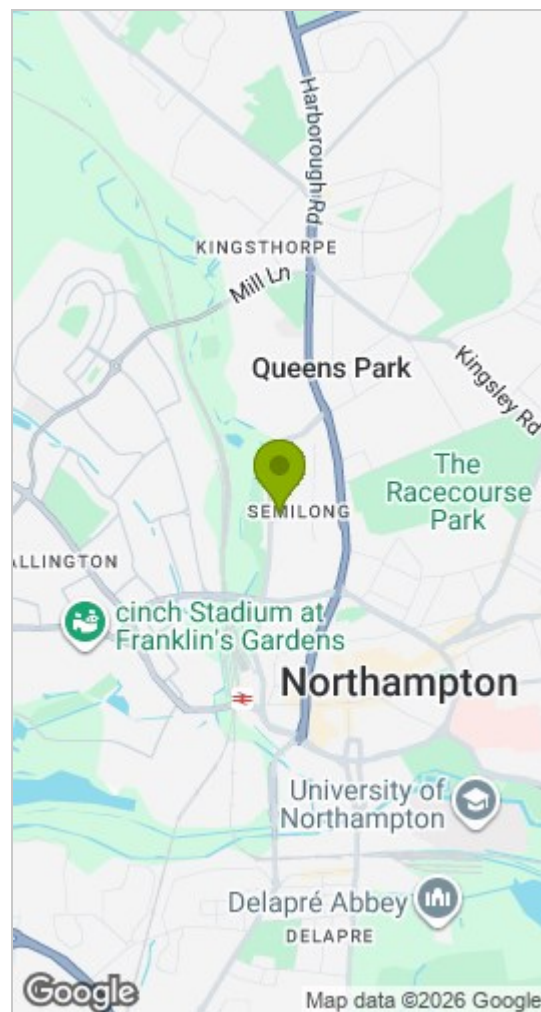 Harborough Rd
KINGSTHORPE
Mill Ln
Queens Park
Kingsley Rd
The
Racecourse
Park
SEMILONG
ALLINGTON
cinch Stadium at
Franklin's Gardens
Northampton
University of
Northampton
Delapré Abbey
DELAPRE
Google
Map data ©2026 Google